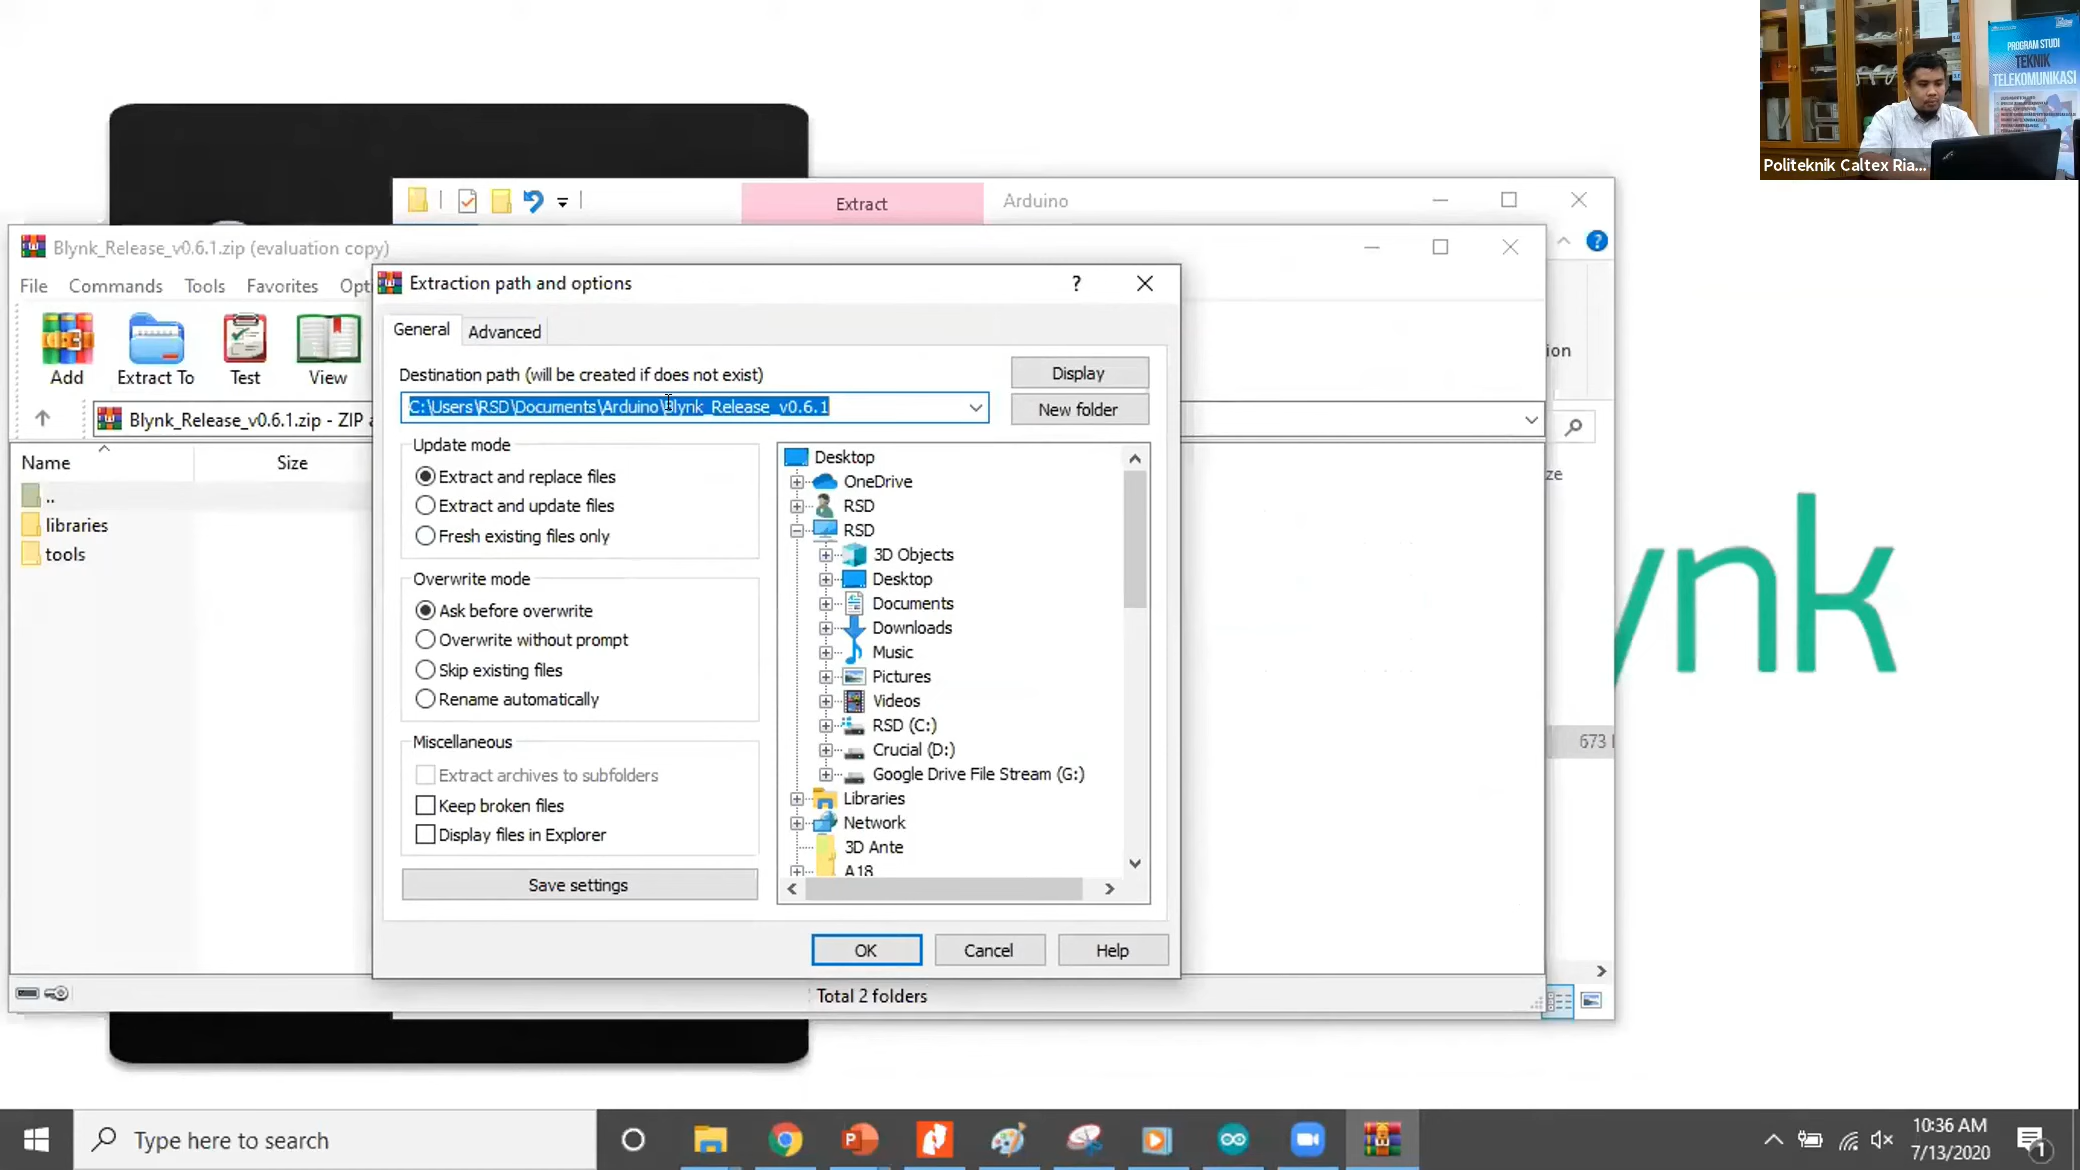 PROGRAM STUDI
TEKNIK
TELEKOMUNIKASI
Politeknik Caltex Ria...
Extract
Arduino
Blynk_Release_v0.6.1.zip (evaluation copy)
File
Commands
Tools
Favorites
Opti
Extraction path and options
?
General
Advanced
Add
Extract To
Test
View
Destination path (will be created if does not exist)
Display
C:\Users\RSD\Documents\Arduino\Blynk_Release_v0.6.1
New folder
ion
Blynk_Release_v0.6.1.zip - ZIP a
Name
Size
ze
..
libraries
tools
Update mode
Extract and replace files
Extract and update files
Fresh existing files only
Overwrite mode
Ask before overwrite
Overwrite without prompt
Skip existing files
Rename automatically
Miscellaneous
Extract archives to subfolders
Keep broken files
Display files in Explorer
Save settings
Desktop
OneDrive
RSD
RSD
3D Objects
Desktop
Documents
Downloads
Music
Pictures
Videos
RSD (C:)
Crucial (D:)
Google Drive File Stream (G:)
Libraries
Network
3D Ante
A18
673
ynk
OK
Cancel
Help
Total 2 folders
Type here to search
10:36 AM
7/13/2020
1